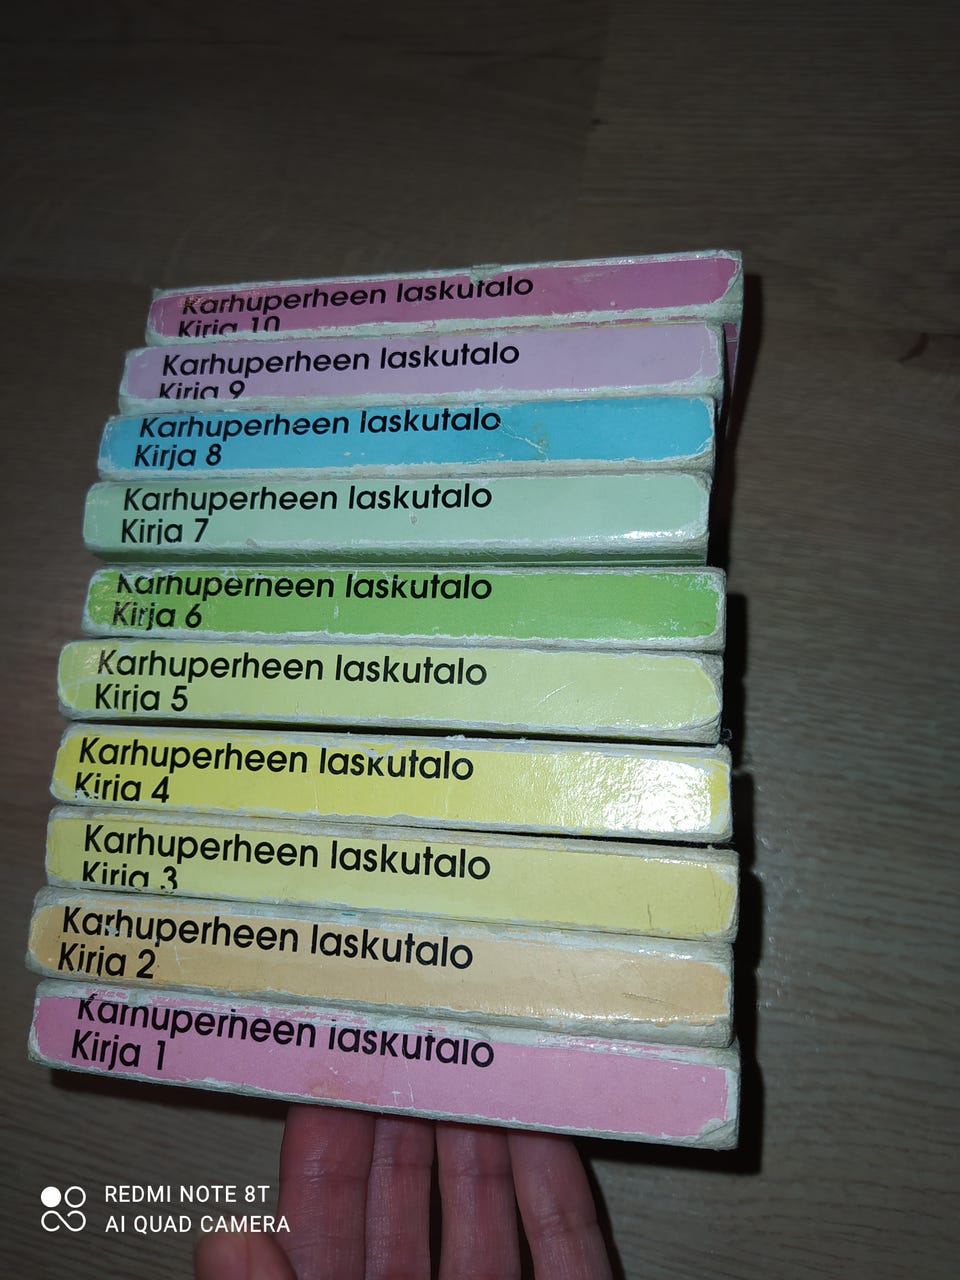 Karhuperheen laskutalo
Kirja 10
Karhuperheen laskutalo
Kirja 9
Karhuperheen laskutalo
Kirja 8
Karhuperheen laskutalo
Kirja 7
Karhuperheen laskutalo
Kirja 6
Karhuperheen laskutalo
Kirja 5
Karhuperheen laskutalo
Kirja 4
Karhuperheen laskutalo
Kirja 3
Karhuperheen laskutalo
Kirja 2
Karhuperheen laskutalo
Kirja 1
REDMI NOTE 8T
AI QUAD CAMERA